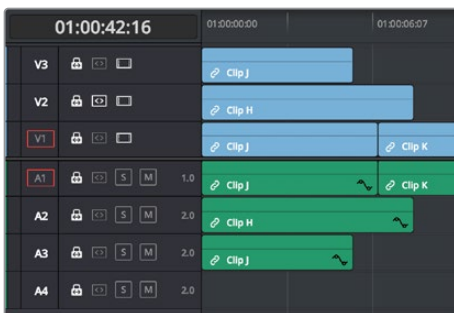 01:00:42:16 01:00:00:00 01:00:06:07
V3 Clip J
V2 Clip H
V1 Clip J Clip K
A1 S M 1.0 Clip J Clip K
A2 S M 2.0 Clip H
A3 S M 2.0 Clip J
A4 S M 2.0